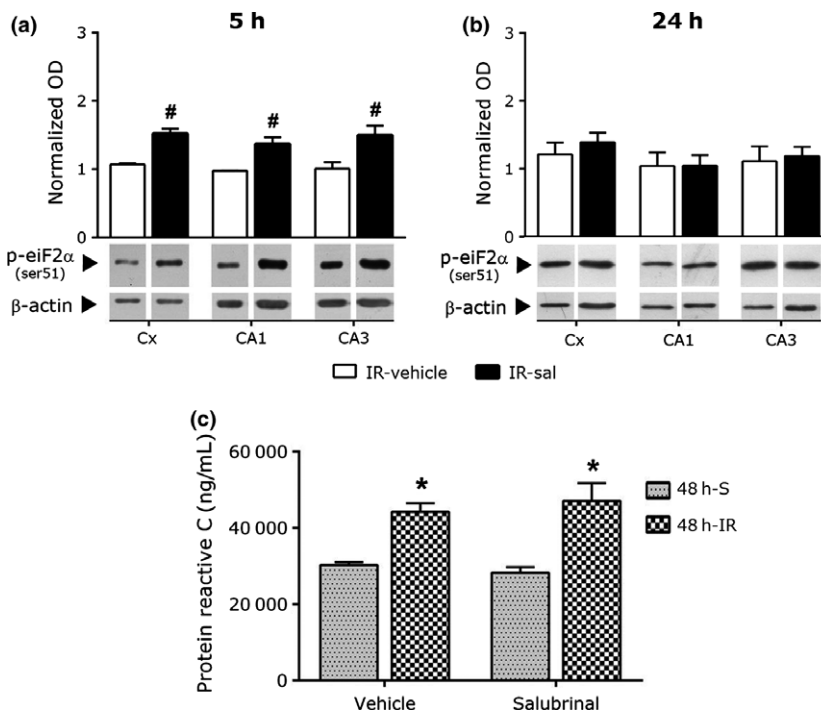 (a)
5 h
Normalized OD
3
2
1
0
#
#
#
p-eiF2α
(ser51)
β-actin
Cx
CA1
CA3
(b)
24 h
Normalized OD
3
2
1
0
p-eiF2α
(ser51)
β-actin
Cx
CA1
CA3
IR-vehicle
IR-sal
(c)
Protein reactive C (ng/mL)
60 000
40 000
20 000
0
*
*
Vehicle
Salubrinal
48 h-S
48 h-IR